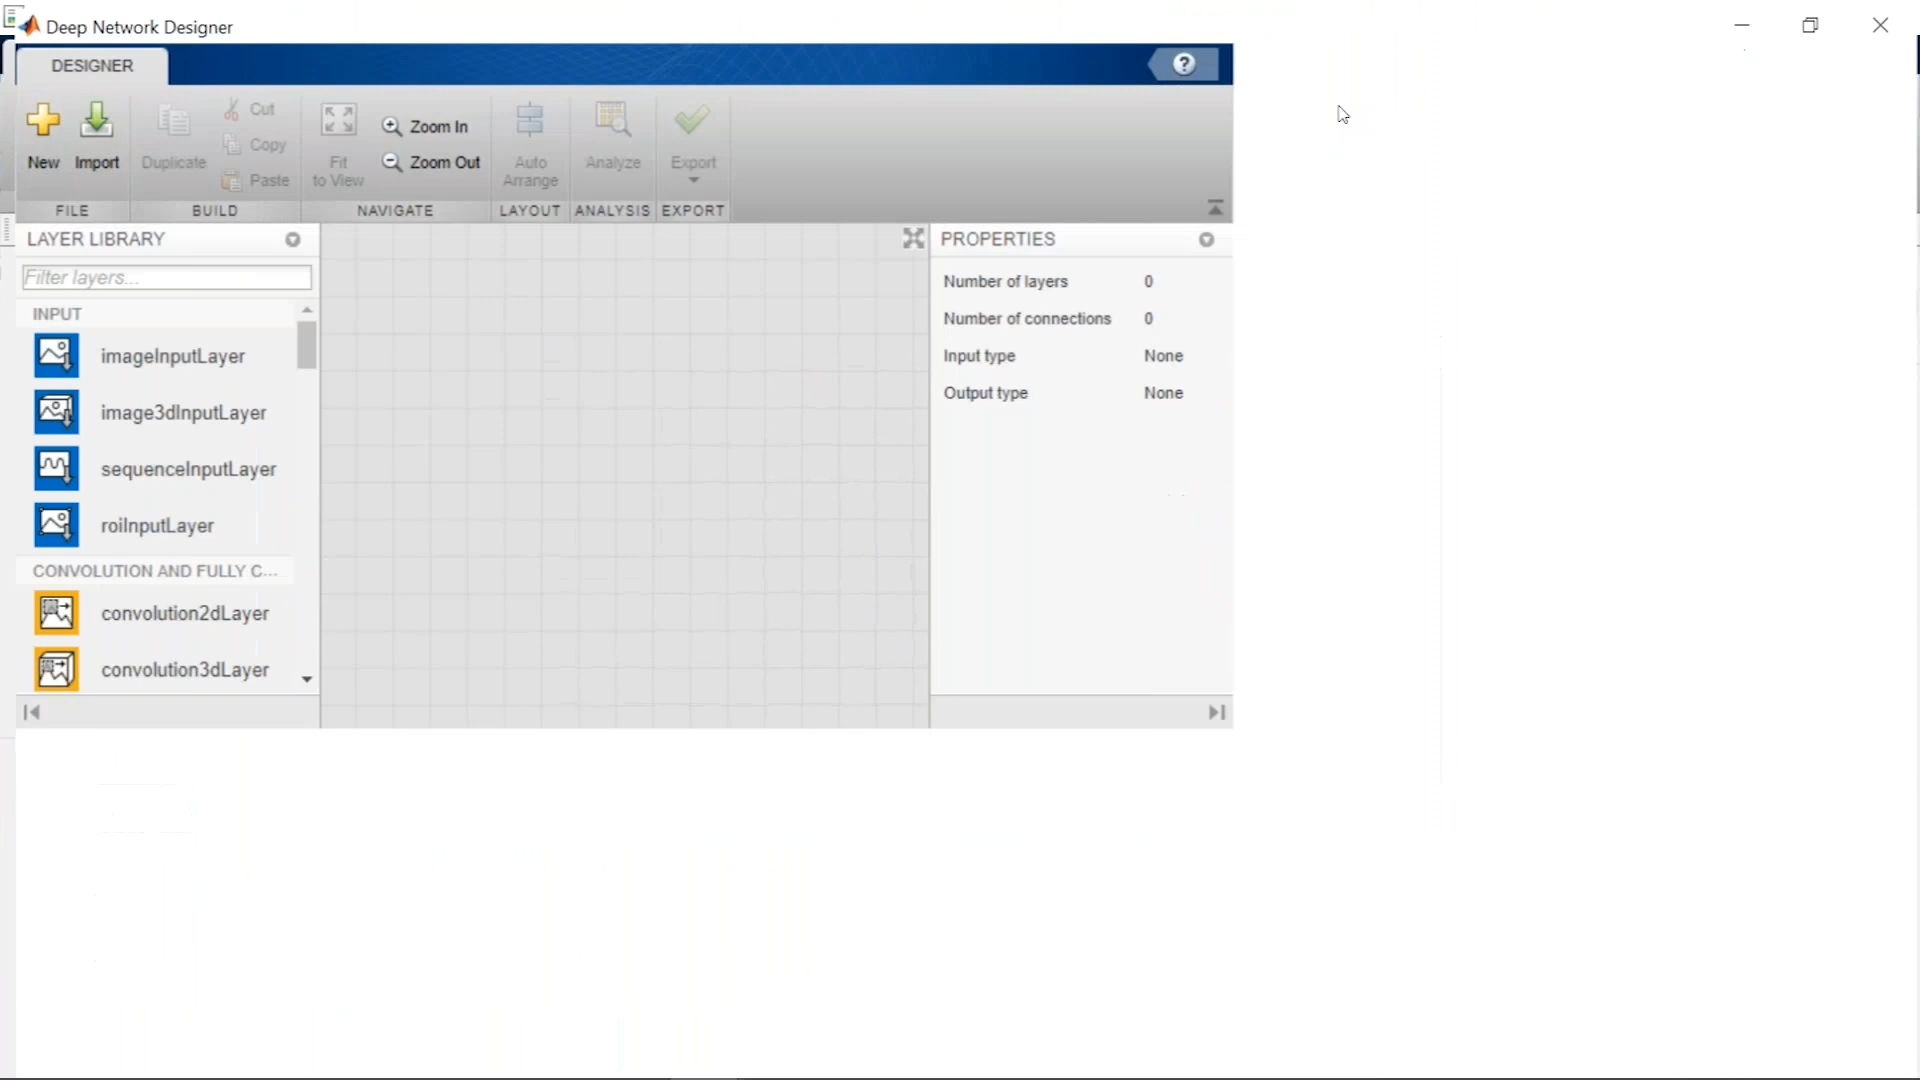 Deep Network Designer
DESIGNER
?
New
Import
Duplicate
Cut
Copy
Paste
Fit
to View
Zoom In
Zoom Out
Auto
Arrange
Analyze
Export
FILE
BUILD
NAVIGATE
LAYOUT
ANALYSIS
EXPORT
LAYER LIBRARY
Filter layers...
INPUT
imageInputLayer
image3dInputLayer
sequenceInputLayer
roiInputLayer
CONVOLUTION AND FULLY C...
convolution2dLayer
convolution3dLayer
PROPERTIES
Number of layers 0
Number of connections 0
Input type None
Output type None